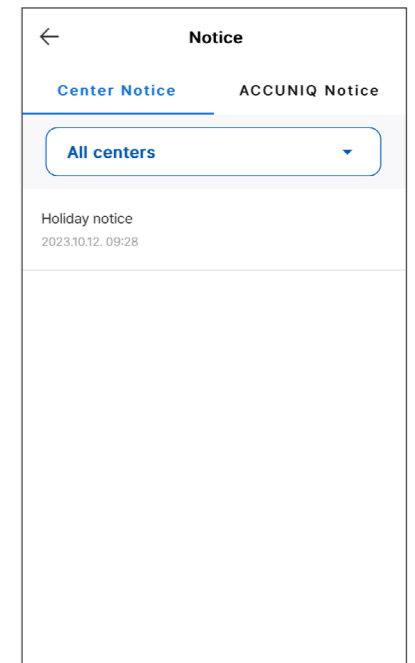 Notice
Center Notice ACCUNIQ Notice
All centers
Holiday notice
2023.10.12. 09:28